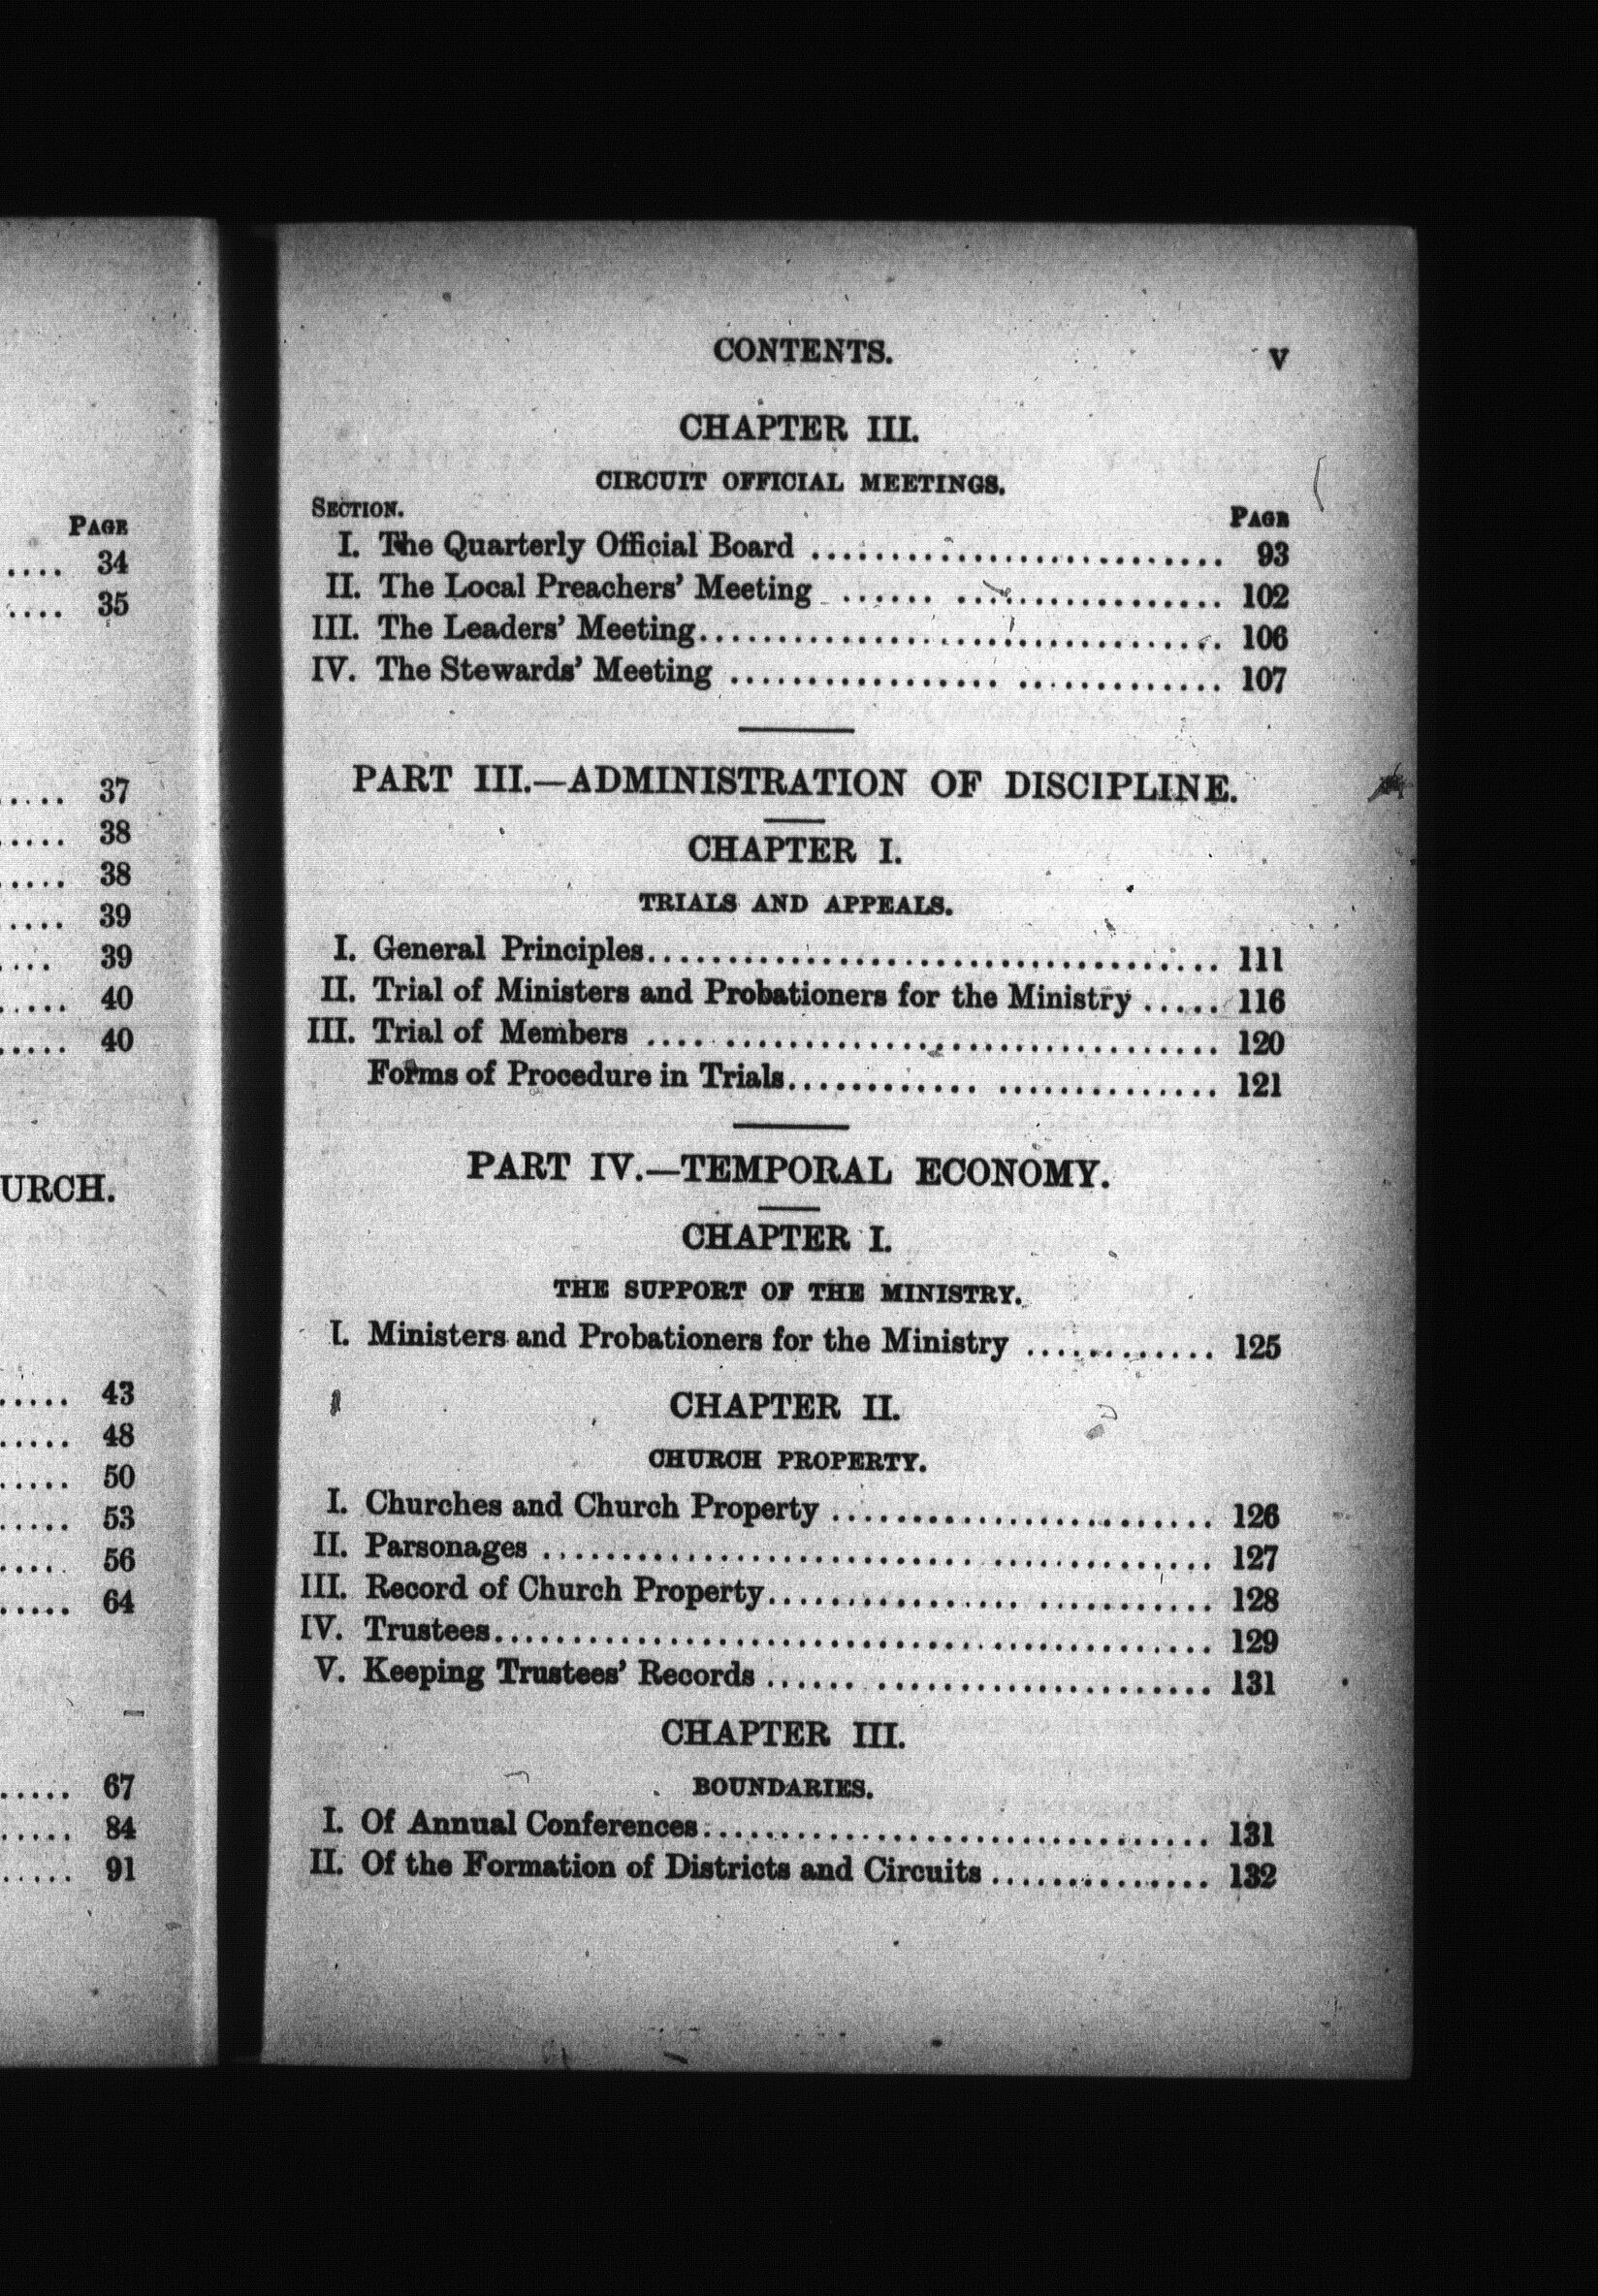 PAGE
.... 34
.... 35
..... 37
..... 38
..... 38
.... 39
.... 39
..... 40
..... 40
URCH.
..... 43
..... 48
..... 50
..... 53
.... 56
..... 64
..... 67
..... 84
..... 91
CONTENTS. V
CHAPTER III.
CIRCUIT OFFICIAL MEETINGS.
SECTION. PAGE
I. The Quarterly Official Board .......................... 93
II. The Local Preachers' Meeting ...... ................. 102
III. The Leaders' Meeting................................. 106
IV. The Stewards' Meeting ................. ............. 107
PART III.—ADMINISTRATION OF DISCIPLINE.
CHAPTER I.
TRIALS AND APPEALS.
I. General Principles.................................... 111
II. Trial of Ministers and Probationers for the Ministry ..... 116
III. Trial of Members .... ............................... 120
Forms of Procedure in Trials............ .............. 121
PART IV.—TEMPORAL ECONOMY.
CHAPTER I.
THE SUPPORT OF THE MINISTRY.
I. Ministers and Probationers for the Ministry ............ 125
CHAPTER II.
CHURCH PROPERTY.
I. Churches and Church Property ........................ 126
II. Parsonages ........................... .............. 127
III. Record of Church Property................ ........... 128
IV. Trustees............................................. 129
V. Keeping Trustees' Records ...... ..................... 131
CHAPTER III.
BOUNDARIES.
I. Of Annual Conferences................................ 131
II. Of the Formation of Districts and Circuits .............. 132